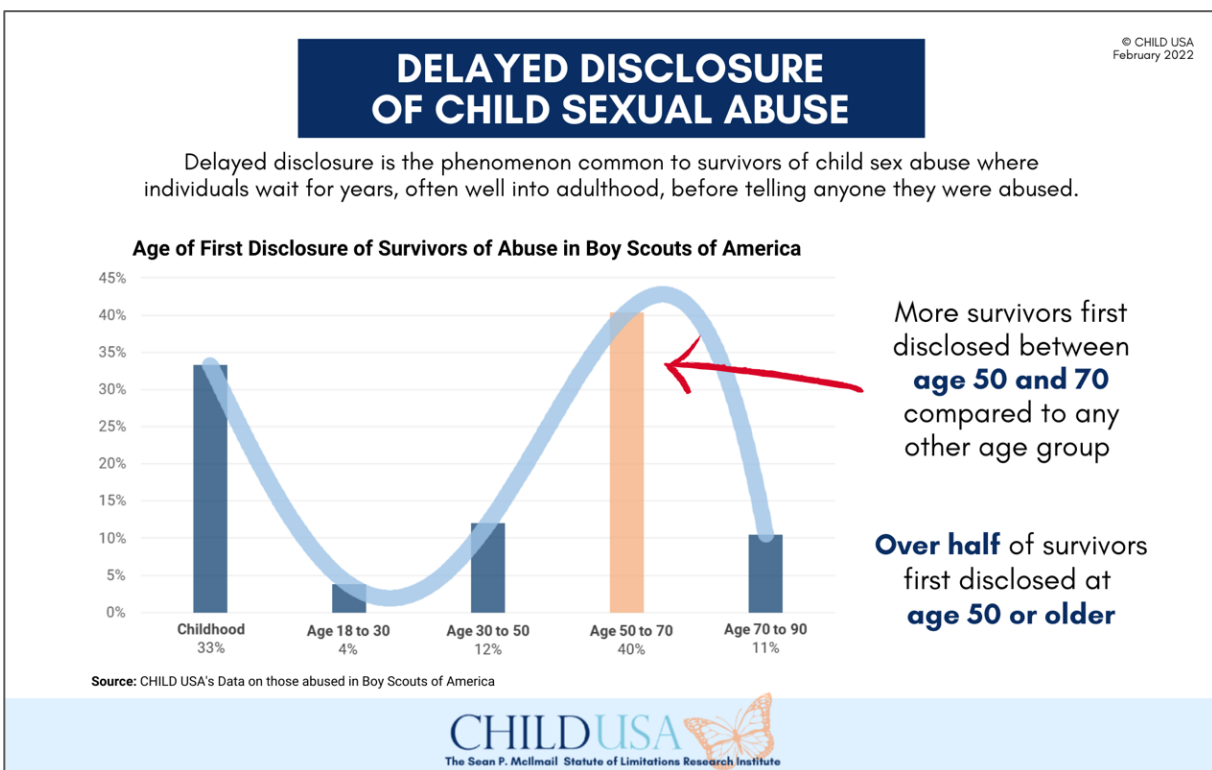 © CHILD USA
February 2022
DELAYED DISCLOSURE
OF CHILD SEXUAL ABUSE
Delayed disclosure is the phenomenon common to survivors of child sex abuse where
individuals wait for years, often well into adulthood, before telling anyone they were abused.
Age of First Disclosure of Survivors of Abuse in Boy Scouts of America
45%
40%
35%
30%
25%
20%
15%
10%
5%
0%
Childhood
33%
Age 18 to 30
4%
Age 30 to 50
12%
Age 50 to 70
40%
Age 70 to 90
11%
More survivors first
disclosed between
age 50 and 70
compared to any
other age group
Over half of survivors
first disclosed at
age 50 or older
Source: CHILD USA's Data on those abused in Boy Scouts of America
CHILD USA
The Sean P. McIlmail Statute of Limitations Research Institute